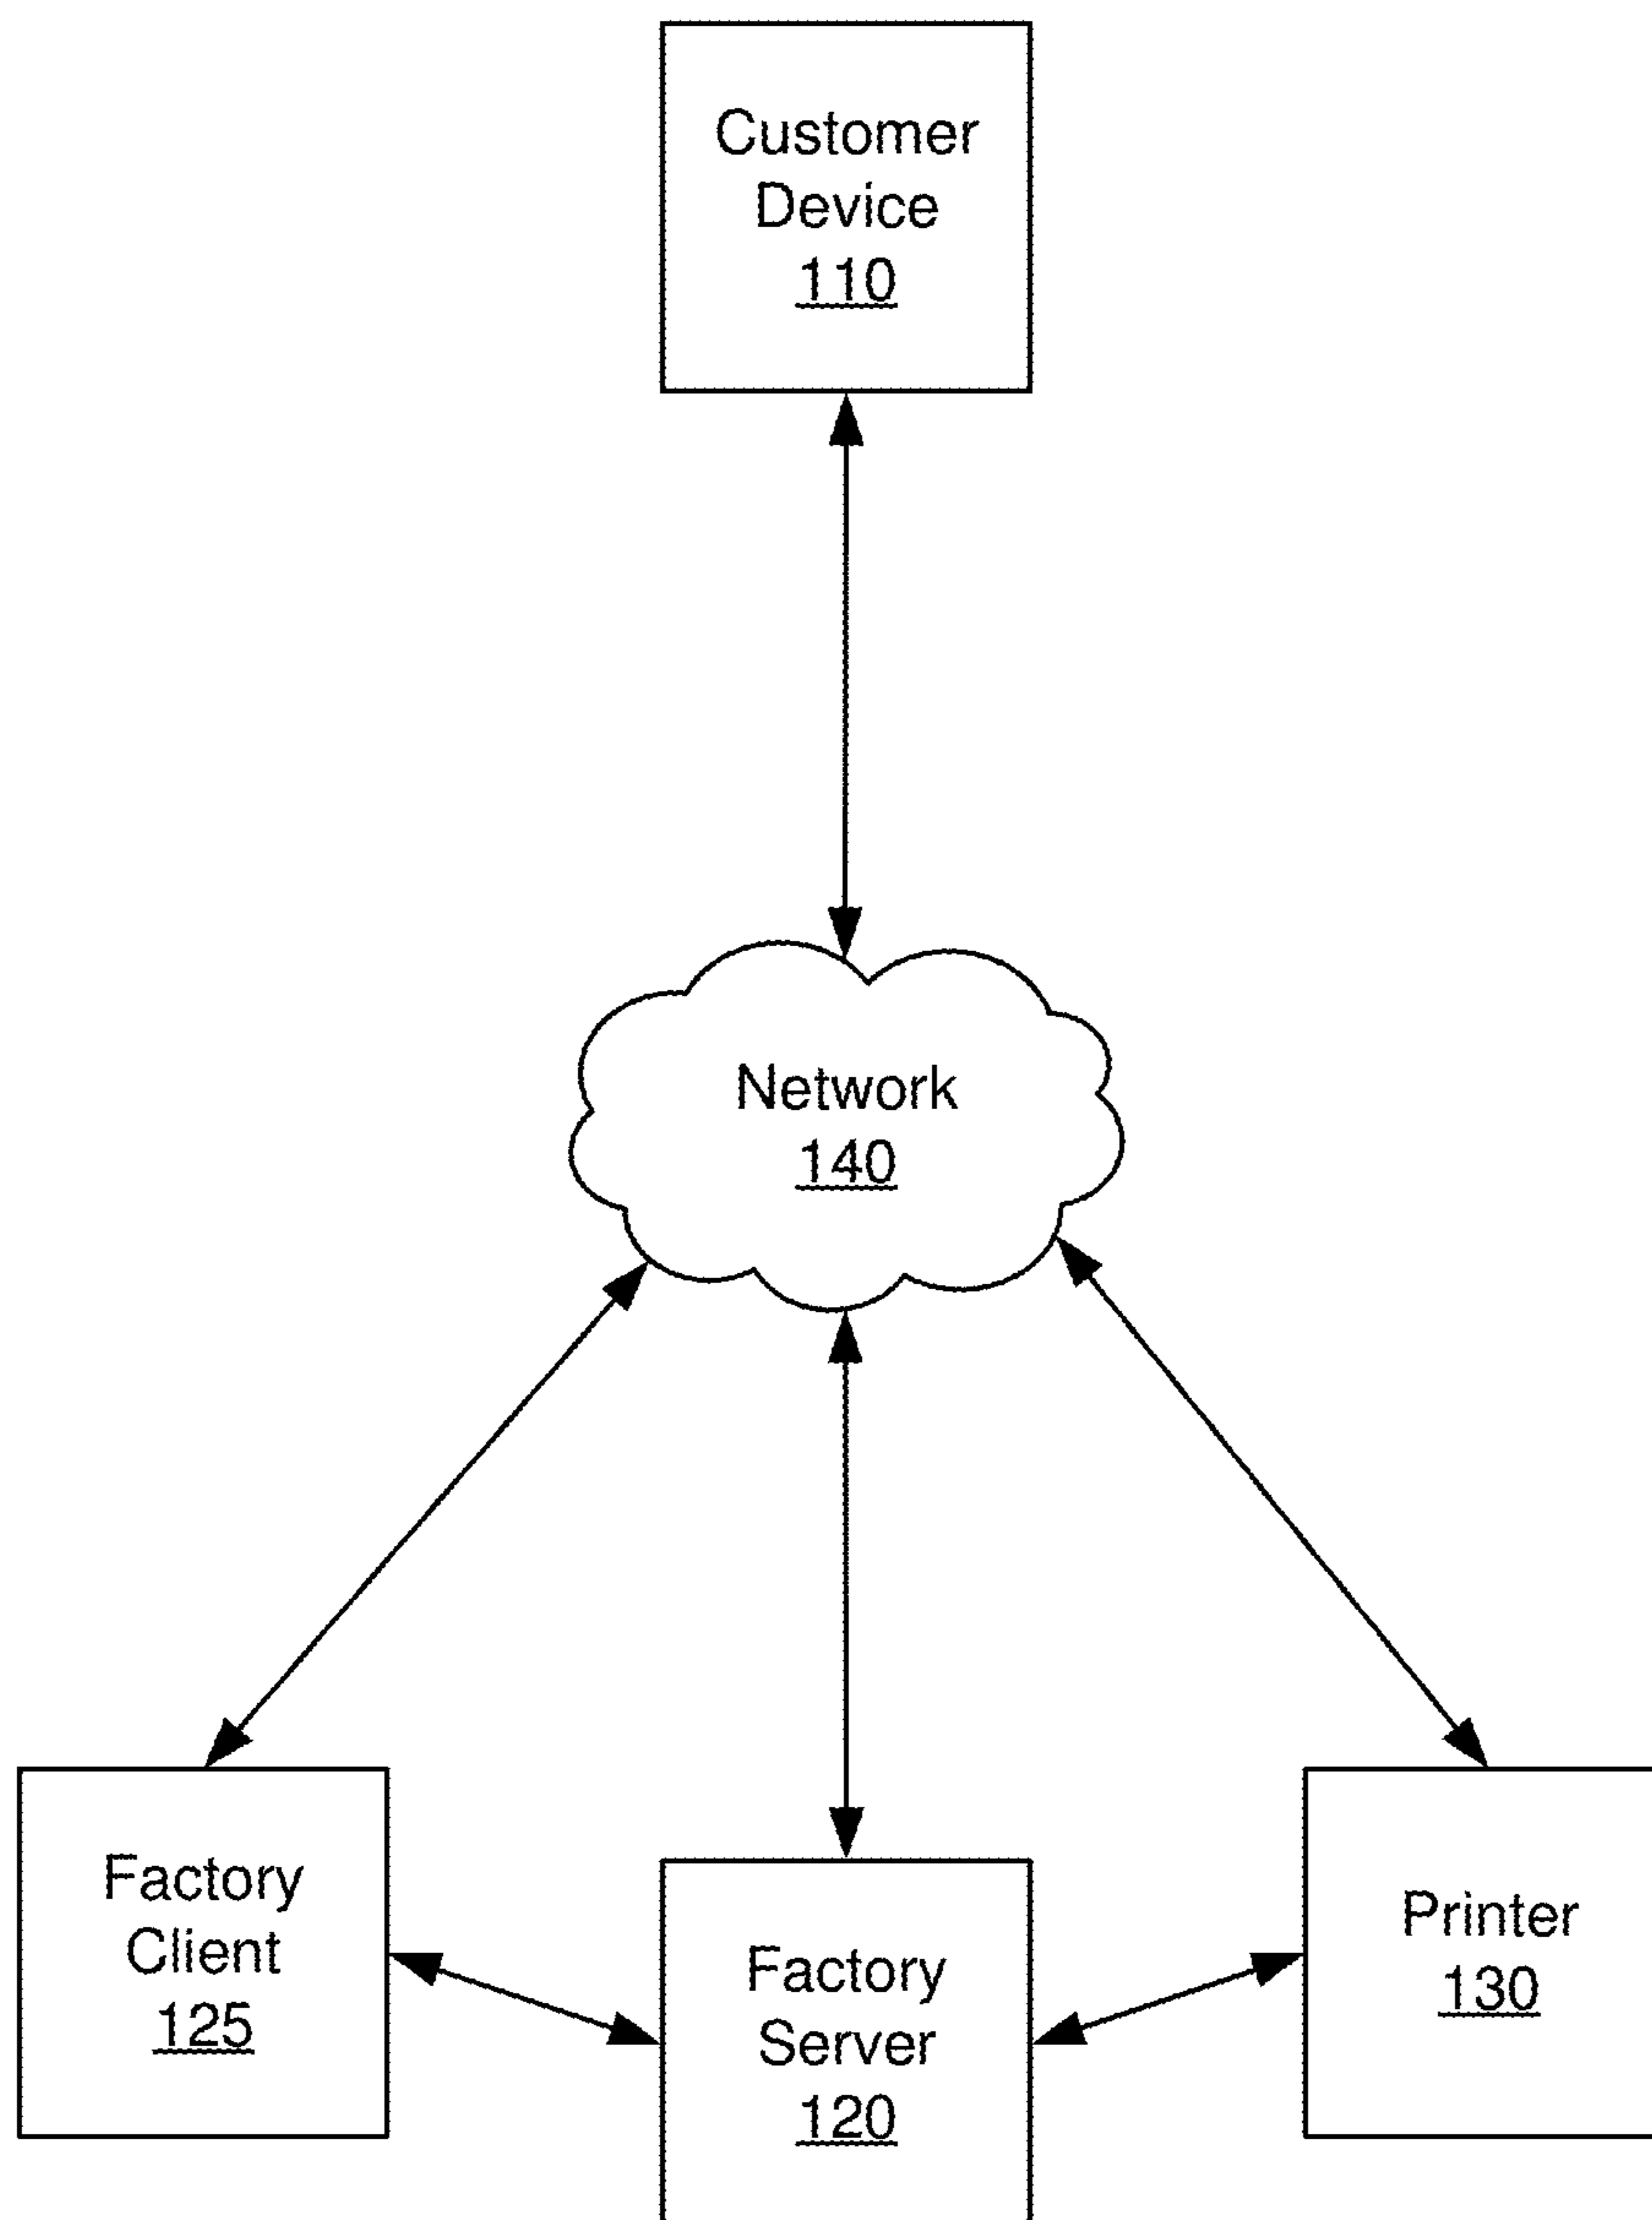 Customer
Device
110
Network
140
Factory
Client
125
Factory
Server
120
Printer
130